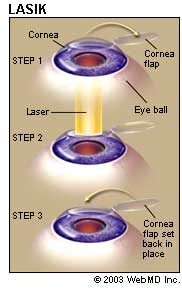 LASIK
Cornea
STEP 1
Cornea
flap
Laser
Eye ball
STEP 2
STEP 3
Cornea
flap set
back in
place
© 2003 WebMD Inc.